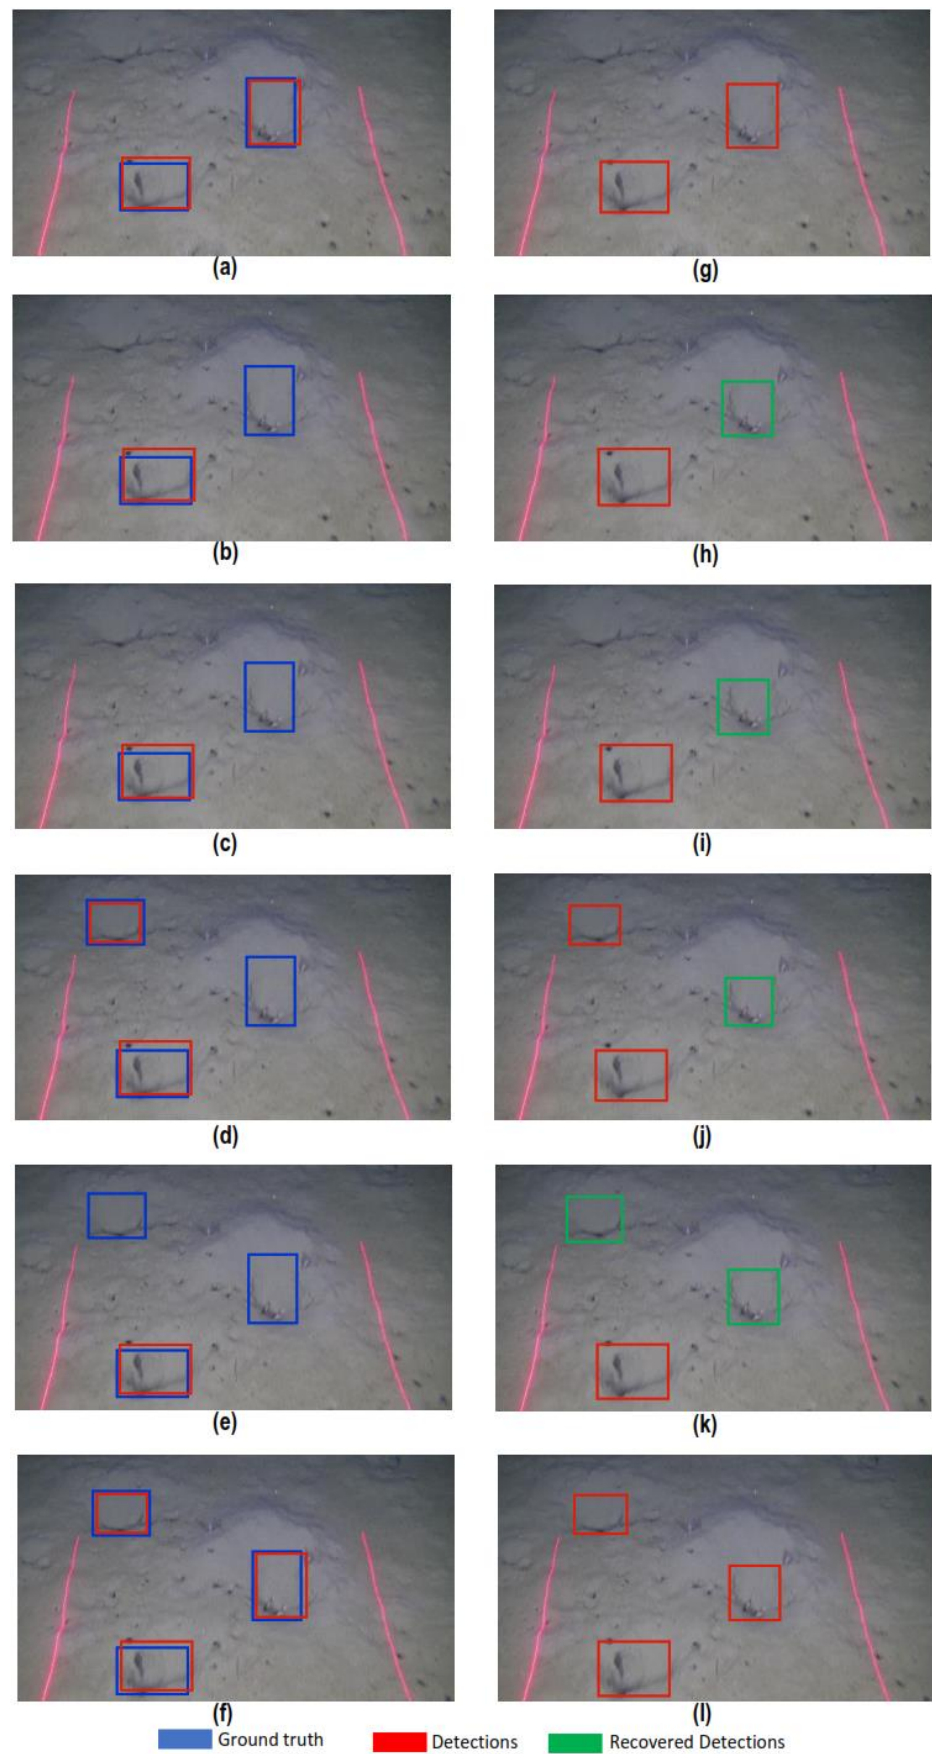 (a) (g)
(b) (h)
(c) (i)
(d) (j)
(e) (k)
(f) (l)
Ground truth Detections Recovered Detections